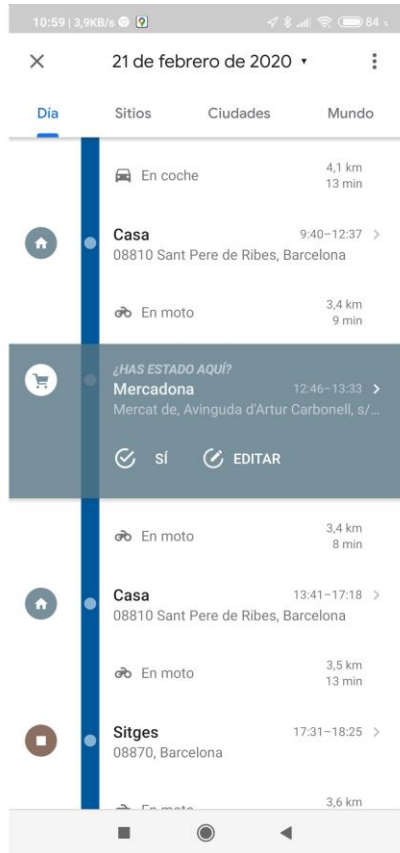 10:59 | 3,9KB/s 84
21 de febrero de 2020
Día Sitios Ciudades Mundo
En coche 4,1 km
13 min
Casa 9:40–12:37
08810 Sant Pere de Ribes, Barcelona
En moto 3,4 km
9 min
¿HAS ESTADO AQUÍ?
Mercadona 12:46–13:33
Mercat de, Avinguda d'Artur Carbonell, s/...
SÍ EDITAR
En moto 3,4 km
8 min
Casa 13:41–17:18
08810 Sant Pere de Ribes, Barcelona
En moto 3,5 km
13 min
Sitges 17:31–18:25
08870, Barcelona
En moto 3,6 km